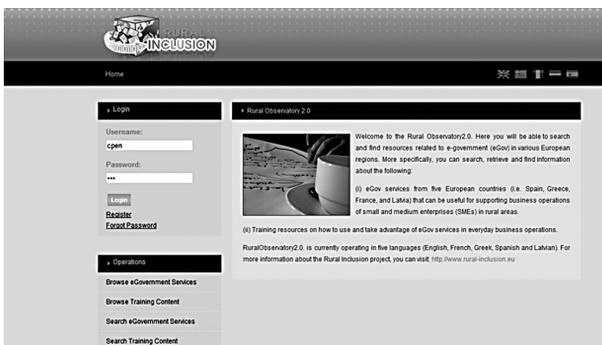 RURAL
INCLUSION
Home
Login
Username:
cpen
Password:
•••
Login
Register
Forgot Password
Operations
Browse eGovernment Services
Browse Training Content
Search eGovernment Services
Search Training Content
Rural Observatory 2.0
Welcome to the Rural Observatory2.0. Here you will be able to search
and find resources related to e-government (eGov) in various European
regions. More specifically, you can search, retrieve and find information
about the following:
(i) eGov services from five European countries (i.e. Spain, Greece,
France, and Latvia) that can be useful for supporting business operations
of small and medium enterprises (SMEs) in rural areas.
(ii) Training resources on how to use and take advantage of eGov services in everyday business operations.
RuralObservatory2.0. is currently operating in five languages (English, French, Greek, Spanish and Latvian). For
more information about the Rural Inclusion project, you can visit: http://www.rural-inclusion.eu